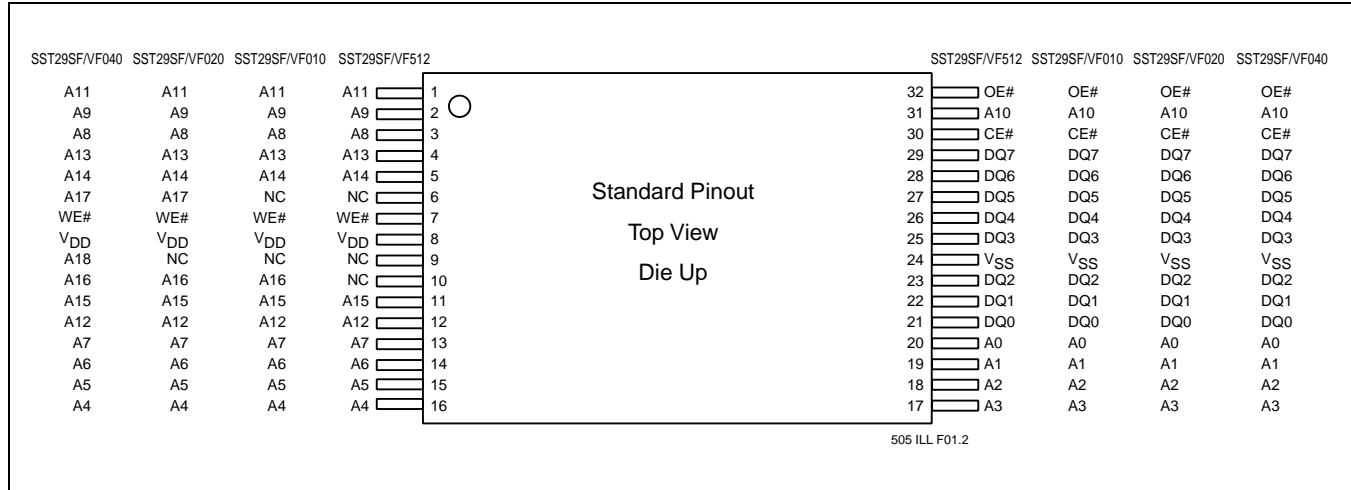 SST29SF/VF040 SST29SF/VF020 SST29SF/VF010 SST29SF/VF512 SST29SF/VF512 SST29SF/VF010 SST29SF/VF020 SST29SF/VF040
A11 A11 A11 A11 1 32 OE# OE# OE# OE#
A9 A9 A9 A9 2 31 A10 A10 A10 A10
A8 A8 A8 A8 3 30 CE# CE# CE# CE#
A13 A13 A13 A13 4 29 DQ7 DQ7 DQ7 DQ7
A14 A14 A14 A14 5 28 DQ6 DQ6 DQ6 DQ6
A17 A17 NC NC 6 Standard Pinout 27 DQ5 DQ5 DQ5 DQ5
WE# WE# WE# WE# 7 26 DQ4 DQ4 DQ4 DQ4
VDD VDD VDD VDD 8 Top View 25 DQ3 DQ3 DQ3 DQ3
A18 NC NC NC 9 24 VSS VSS VSS VSS
A16 A16 A16 NC 10 Die Up 23 DQ2 DQ2 DQ2 DQ2
A15 A15 A15 A15 11 22 DQ1 DQ1 DQ1 DQ1
A12 A12 A12 A12 12 21 DQ0 DQ0 DQ0 DQ0
A7 A7 A7 A7 13 20 A0 A0 A0 A0
A6 A6 A6 A6 14 19 A1 A1 A1 A1
A5 A5 A5 A5 15 18 A2 A2 A2 A2
A4 A4 A4 A4 16 17 A3 A3 A3 A3
505 ILL F01.2